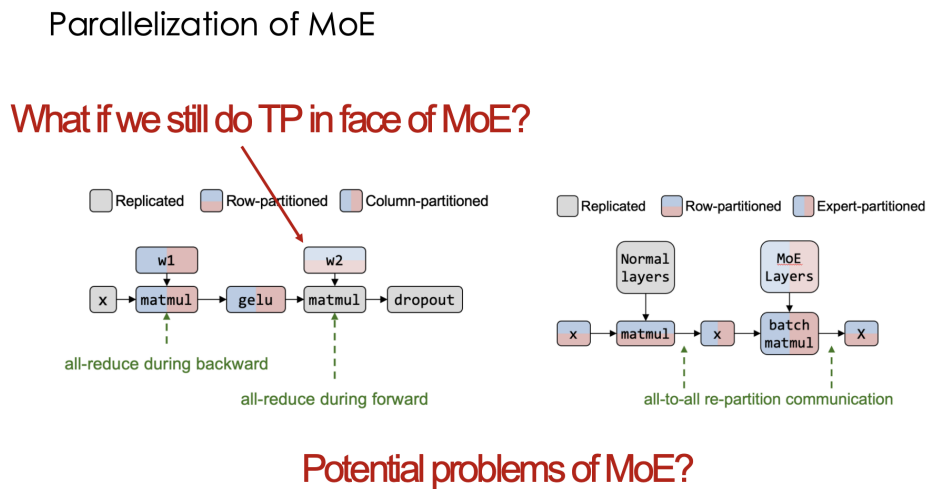 Parallelization of MoE
What if we still do TP in face of MoE?
Replicated
Row-partitioned
Column-partitioned
w1
w2
x
matmul
gelu
matmul
dropout
all-reduce during backward
all-reduce during forward
Replicated
Row-partitioned
Expert-partitioned
Normal
layers
MoE
Layers
x
matmul
x
batch
matmul
X
all-to-all re-partition communication
Potential problems of MoE?